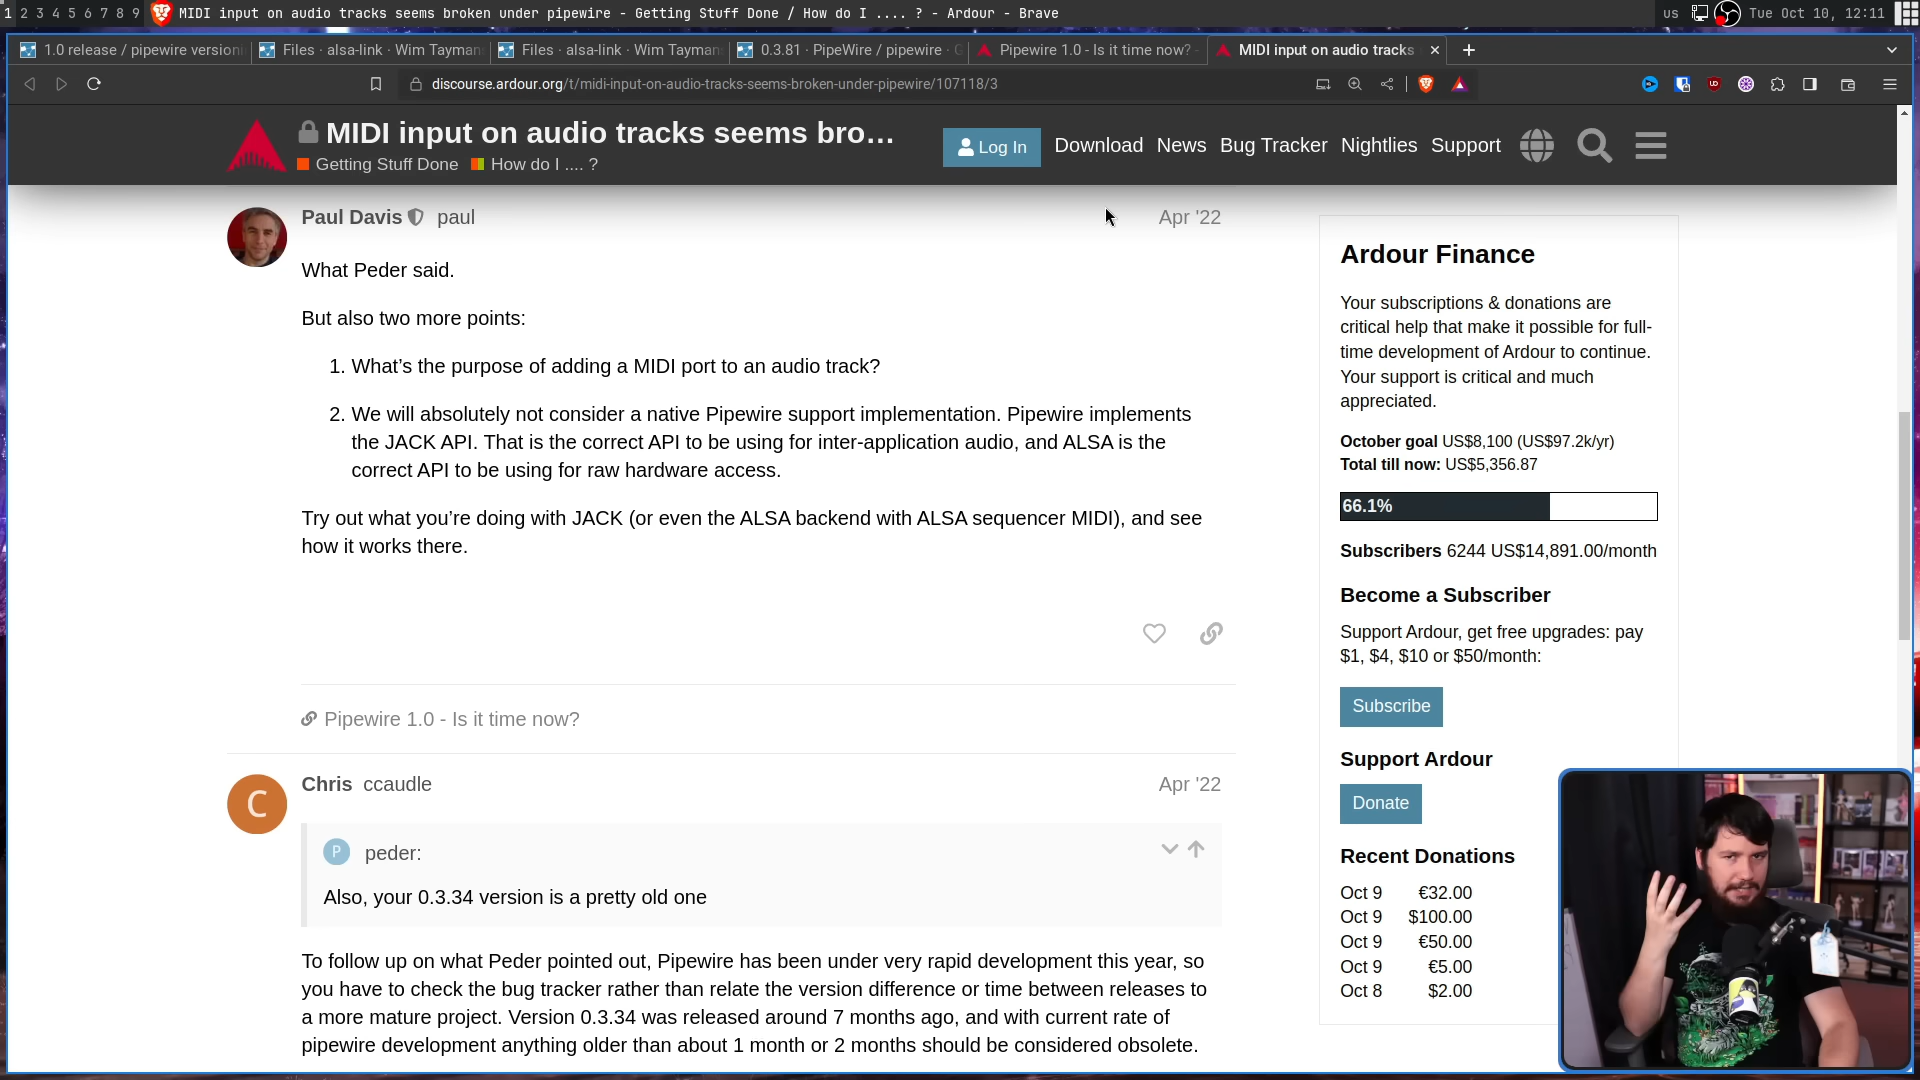 1 2 3 4 5 6 7 8 9 MIDI input on audio tracks seems broken under pipewire - Getting Stuff Done / How do I .... ? - Ardour - Brave us Tue Oct 10, 12:11
1.0 release / pipewire versioni Files · alsa-link · Wim Tayman Files · alsa-link · Wim Tayman 0.3.81 · PipeWire / pipewire · G Pipewire 1.0 - Is it time now? - MIDI input on audio tracks
discourse.ardour.org/t/midi-input-on-audio-tracks-seems-broken-under-pipewire/107118/3
MIDI input on audio tracks seems bro…
Getting Stuff Done How do I .... ?
Log In Download News Bug Tracker Nightlies Support
Paul Davis paul Apr '22
What Peder said.
But also two more points:
1. What’s the purpose of adding a MIDI port to an audio track?
2. We will absolutely not consider a native Pipewire support implementation. Pipewire implements
the JACK API. That is the correct API to be using for inter-application audio, and ALSA is the
correct API to be using for raw hardware access.
Try out what you’re doing with JACK (or even the ALSA backend with ALSA sequencer MIDI), and see
how it works there.
Pipewire 1.0 - Is it time now?
C
Chris ccaudle Apr '22
P peder:
Also, your 0.3.34 version is a pretty old one
To follow up on what Peder pointed out, Pipewire has been under very rapid development this year, so
you have to check the bug tracker rather than relate the version difference or time between releases to
a more mature project. Version 0.3.34 was released around 7 months ago, and with current rate of
pipewire development anything older than about 1 month or 2 months should be considered obsolete.
Ardour Finance
Your subscriptions & donations are
critical help that make it possible for full-
time development of Ardour to continue.
Your support is critical and much
appreciated.
October goal US$8,100 (US$97.2k/yr)
Total till now: US$5,356.87
66.1%
Subscribers 6244 US$14,891.00/month
Become a Subscriber
Support Ardour, get free upgrades: pay
$1, $4, $10 or $50/month:
Subscribe
Support Ardour
Donate
Recent Donations
Oct 9 €32.00
Oct 9 $100.00
Oct 9 €50.00
Oct 9 €5.00
Oct 8 $2.00